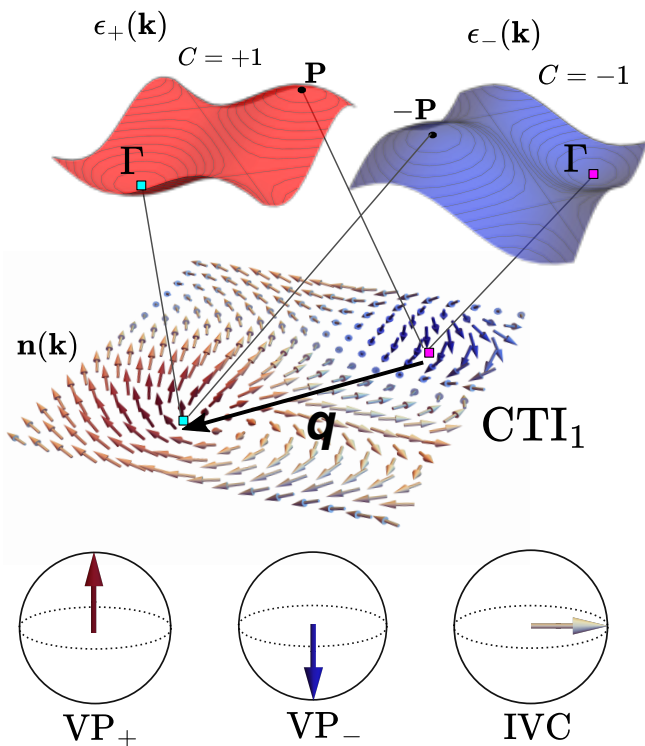 ϵ₊(𝐤)
C = +1
𝐏
Γ
ϵ₋(𝐤)
C = −1
−𝐏
Γ
𝐧(𝐤)
𝒒
CTI₁
VP₊
VP₋
IVC